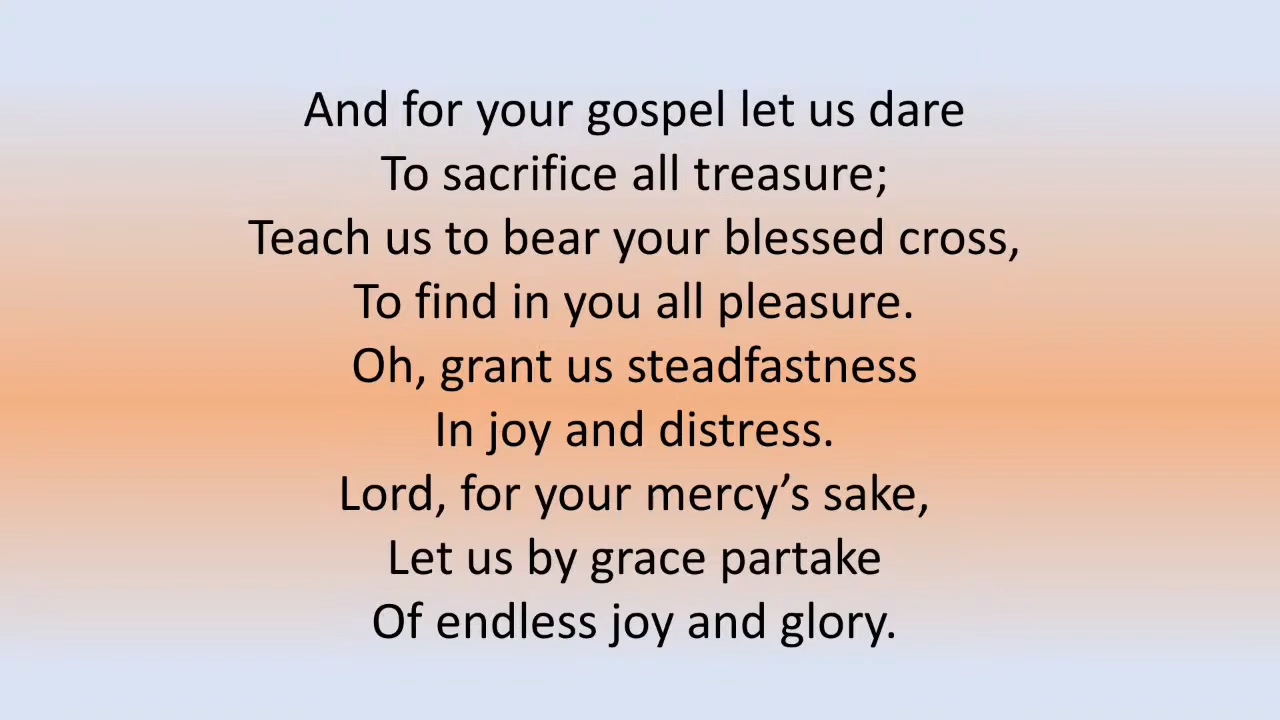 And for your gospel let us dare
To sacrifice all treasure;
Teach us to bear your blessed cross,
To find in you all pleasure.
Oh, grant us steadfastness
In joy and distress.
Lord, for your mercy’s sake,
Let us by grace partake
Of endless joy and glory.